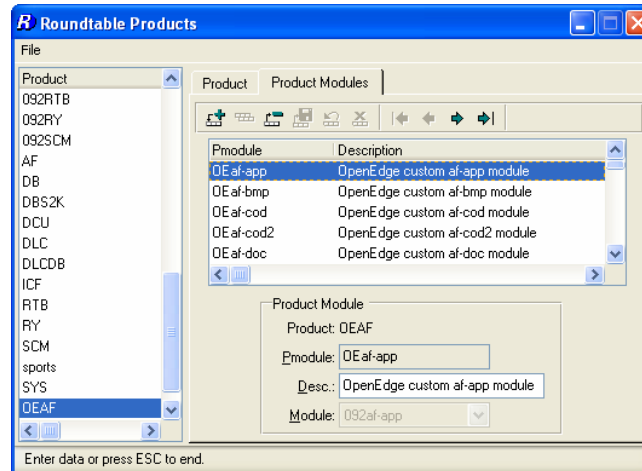 Roundtable Products
File
Product
092RTB
092RY
092SCM
AF
DB
DBS2K
DCU
DLC
DLCDB
ICF
RTB
RY
SCM
sports
SYS
OEAF
Product Product Modules
Pmodule Description
OEaf-app OpenEdge custom af-app module
OEaf-bmp OpenEdge custom af-bmp module
OEaf-cod OpenEdge custom af-cod module
OEaf-cod2 OpenEdge custom af-cod2 module
OEaf-doc OpenEdge custom af-doc module
Product Module
Product: OEAF
Pmodule: OEaf-app
Desc.: OpenEdge custom af-app module
Module: 092af-app
Enter data or press ESC to end.